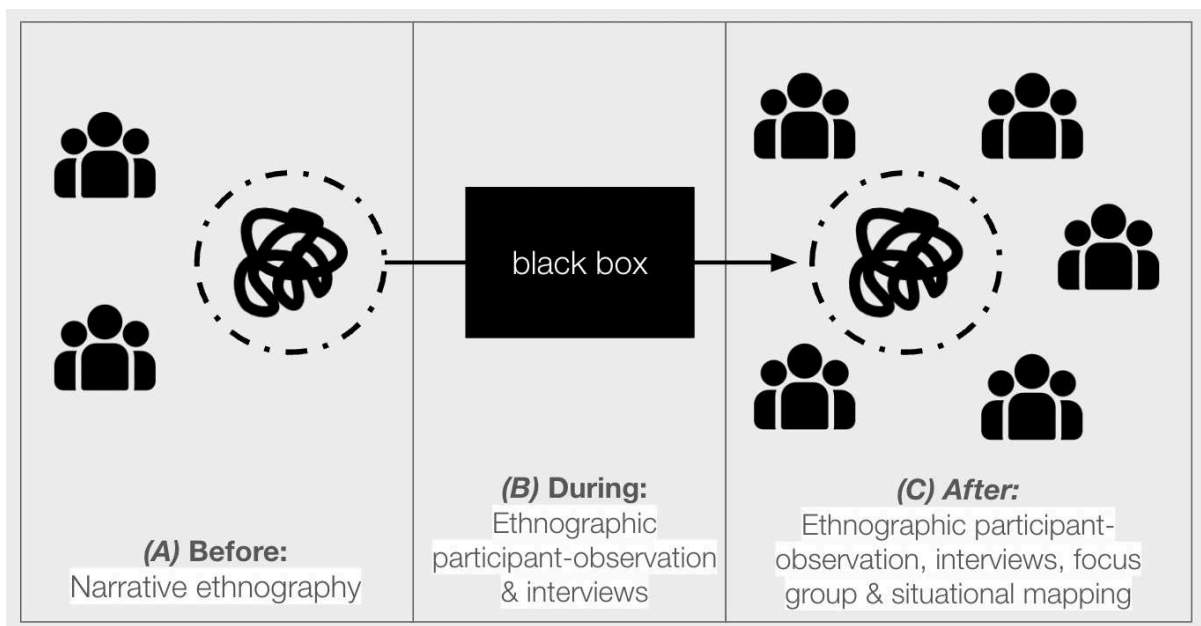 black box
(A) Before:
Narrative ethnography
(B) During:
Ethnographic
participant-observation
& interviews
(C) After:
Ethnographic participant-
observation, interviews, focus
group & situational mapping